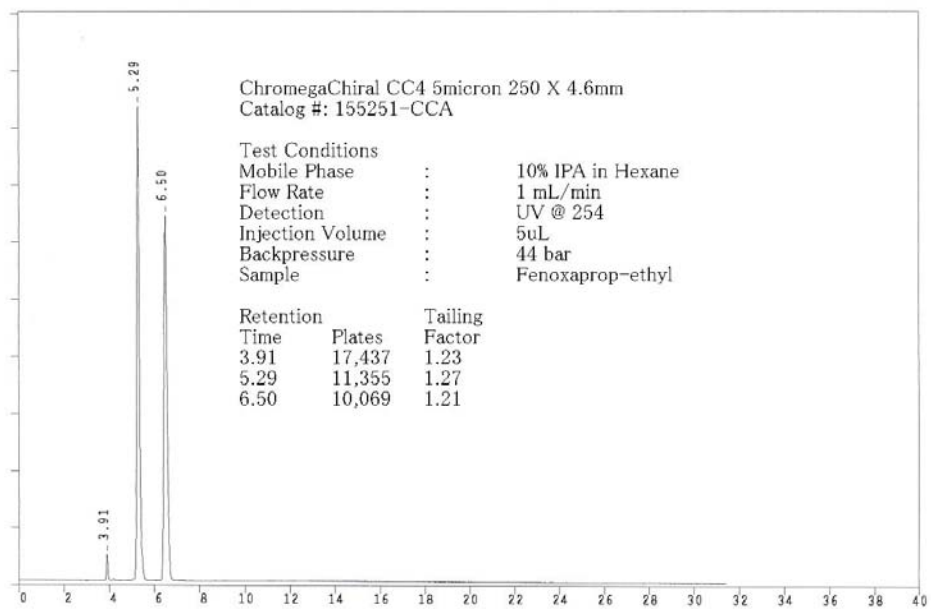 5.29
6.50
3.91
ChromegaChiral CC4 5micron 250 X 4.6mm
Catalog #: 155251-CCA
Test Conditions
Mobile Phase : 10% IPA in Hexane
Flow Rate : 1 mL/min
Detection : UV @ 254
Injection Volume : 5uL
Backpressure : 44 bar
Sample : Fenoxaprop-ethyl
Retention Tailing
Time Plates Factor
3.91 17,437 1.23
5.29 11,355 1.27
6.50 10,069 1.21
0 2 4 6 8 10 12 14 16 18 20 22 24 26 28 30 32 34 36 38 40